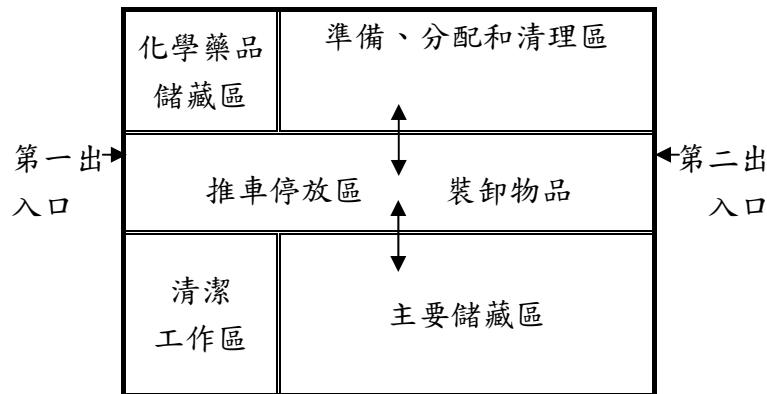 化學藥品
儲藏區
準備、分配和清理區
第一出
入口
推車停放區
裝卸物品
第二出
入口
清潔
工作區
主要儲藏區